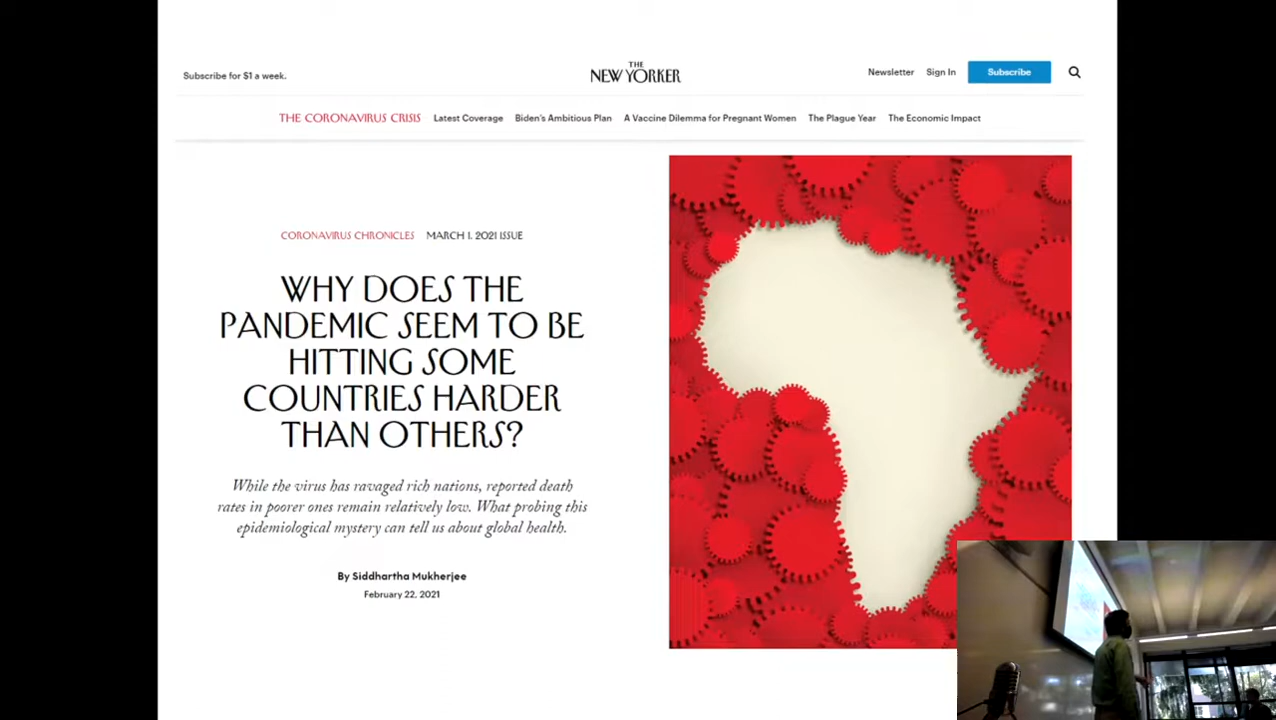 Subscribe for $1 a week.
THE
NEW YORKER
Newsletter Sign In Subscribe
THE CORONAVIRUS CRISIS Latest Coverage Biden's Ambitious Plan A Vaccine Dilemma for Pregnant Women The Plague Year The Economic Impact
CORONAVIRUS CHRONICLES MARCH 1, 2021 ISSUE
WHY DOES THE
PANDEMIC SEEM TO BE
HITTING SOME
COUNTRIES HARDER
THAN OTHERS?
While the virus has ravaged rich nations, reported death
rates in poorer ones remain relatively low. What probing this
epidemiological mystery can tell us about global health.
By Siddhartha Mukherjee
February 22, 2021